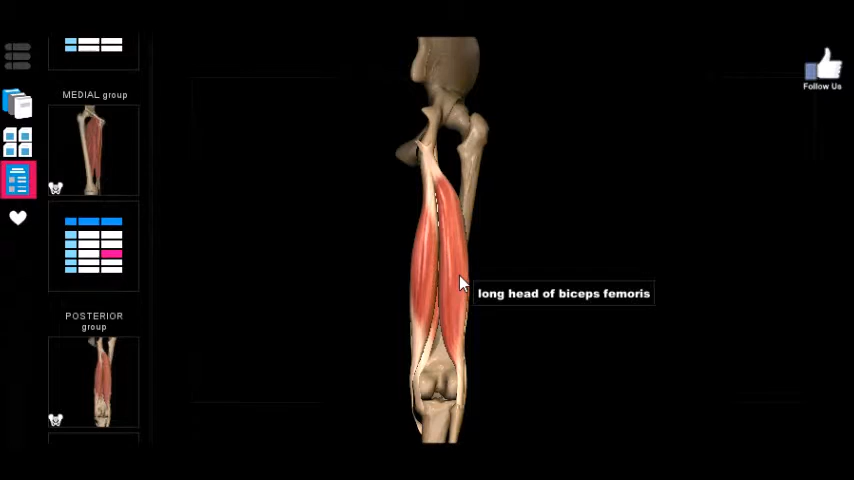 MEDIAL group
POSTERIOR
group
long head of biceps femoris
Follow Us